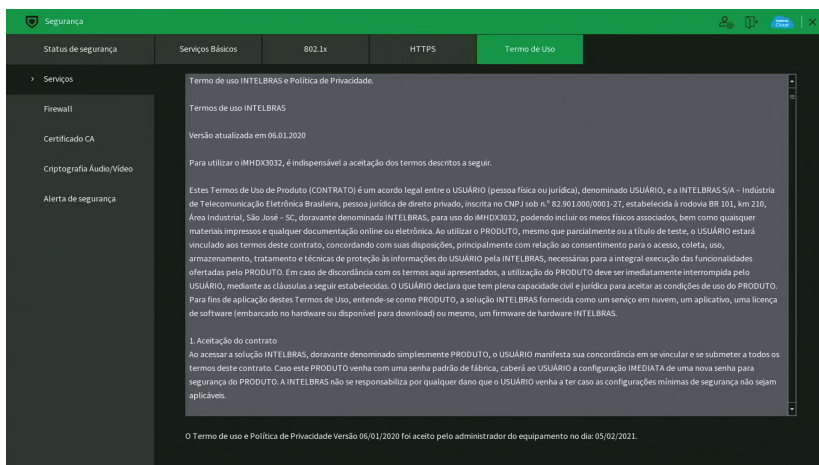 Segurança
Status de segurança
Serviços Básicos
802.1x
HTTPS
Termo de Uso
Serviços
Firewall
Certificado CA
Criptografia Áudio/Vídeo
Alerta de segurança
Termo de uso INTELBRAS e Política de Privacidade.
Termos de uso INTELBRAS
Versão atualizada em 06.01.2020
Para utilizar o iMHDX3032, é indispensável a aceitação dos termos descritos a seguir.
Estes Termos de Uso de Produto (CONTRATO) é um acordo legal entre o USUÁRIO (pessoa física ou jurídica), denominado USUÁRIO, e a INTELBRAS S/A – Indústria
de Telecomunicação Eletrônica Brasileira, pessoa jurídica de direito privado, inscrita no CNPJ sob n.º 82.901.000/0001-27, estabelecida à rodovia BR 101, km 210,
Área Industrial, São José – SC, doravante denominada INTELBRAS, para uso do iMHDX3032, podendo incluir os meios físicos associados, bem como quaisquer
materiais impressos e qualquer documentação online ou eletrônica. Ao utilizar o PRODUTO, mesmo que parcialmente ou a título de teste, o USUÁRIO estará
vinculado aos termos deste contrato, concordando com suas disposições, principalmente com relação ao consentimento para o acesso, coleta, uso,
armazenamento, tratamento e técnicas de proteção às informações do USUÁRIO pela INTELBRAS, necessárias para a integral execução das funcionalidades
ofertadas pelo PRODUTO. Em caso de discordância com os termos aqui apresentados, a utilização do PRODUTO deve ser imediatamente interrompida pelo
USUÁRIO, mediante as cláusulas a seguir estabelecidas. O USUÁRIO declara que tem plena capacidade civil e jurídica para aceitar as condições de uso do PRODUTO.
Para fins de aplicação destes Termos de Uso, entende-se como PRODUTO, a solução INTELBRAS fornecida como um serviço em nuvem, um aplicativo, uma licença
de software (embarcado no hardware ou disponível para download) ou mesmo, um firmware de hardware INTELBRAS.
1. Aceitação do contrato
Ao acessar a solução INTELBRAS, doravante denominado simplesmente PRODUTO, o USUÁRIO manifesta sua concordância em se vincular e se submeter a todos os
termos deste contrato. Caso este PRODUTO venha com uma senha padrão de fábrica, caberá ao USUÁRIO a configuração IMEDIATA de uma nova senha para
segurança do PRODUTO. A INTELBRAS não se responsabiliza por qualquer dano que o USUÁRIO venha a ter caso as configurações mínimas de segurança não sejam
aplicáveis.
O Termo de uso e Política de Privacidade Versão 06/01/2020 foi aceito pelo administrador do equipamento no dia: 05/02/2021.